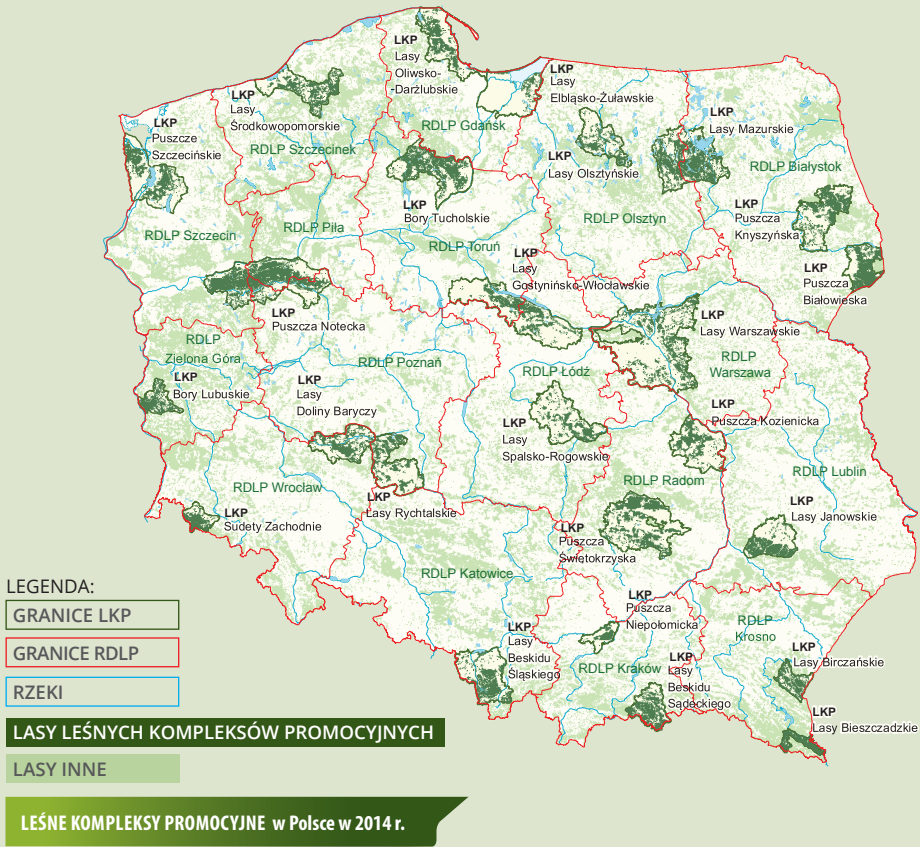 LKP
Lasy
Oliwsko-
Darżlubskie
LKP
Lasy
Elbląsko-Żuławskie
LKP
Lasy
Środkowopomorskie
LKP
Puszcze
Szczecińskie
RDLP Gdańsk
RDLP Szczecinek
LKP
Lasy Mazurskie
LKP
Lasy Olsztyńskie
RDLP Białystok
LKP
Bory Tucholskie
LKP
Puszcza
Knyszyńska
RDLP Szczecin
RDLP Piła
RDLP Toruń
RDLP Olsztyn
LKP
Lasy
Gostynińsko-Włocławskie
LKP
Puszcza
Białowieska
LKP
Puszcza Notecka
LKP
Lasy Warszawskie
RDLP
Zielona Góra
RDLP Poznań
RDLP Łódź
RDLP
Warszawa
LKP
Bory Lubuskie
LKP
Lasy
Doliny Baryczy
LKP
Puszcza Kozienicka
LKP
Lasy
Spalsko-Rogowskie
RDLP Wrocław
RDLP Radom
RDLP Lublin
LKP
Lasy Rychtalskie
LKP
Sudety Zachodnie
LKP
Lasy Janowskie
LKP
Puszcza
Świętokrzyska
RDLP Katowice
LKP
Puszcza
Niepołomicka
RDLP
Krosno
LKP
Lasy
Beskidu
Śląskiego
RDLP Kraków
LKP
Lasy
Beskidu
Sądeckiego
LKP
Lasy Birczańskie
LKP
Lasy Bieszczadzkie
LEGENDA:
GRANICE LKP
GRANICE RDLP
RZEKI
LASY LEŚNYCH KOMPLEKSÓW PROMOCYJNYCH
LASY INNE
LEŚNE KOMPLEKSY PROMOCYJNE w Polsce w 2014 r.